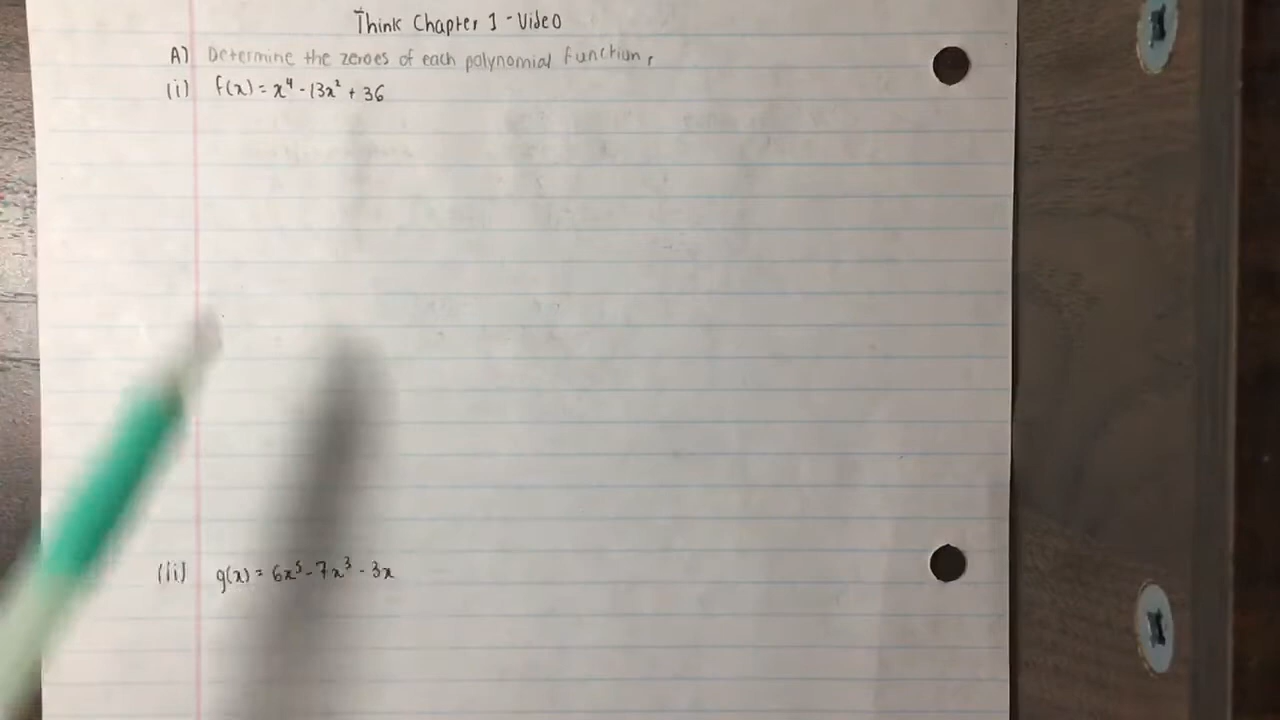 Think Chapter 1 - Video
A) Determine the zeroes of each polynomial function.
(i) f(x) = x⁴ - 13x² + 36
(ii) g(x) = 6x⁵ - 7x³ - 3x